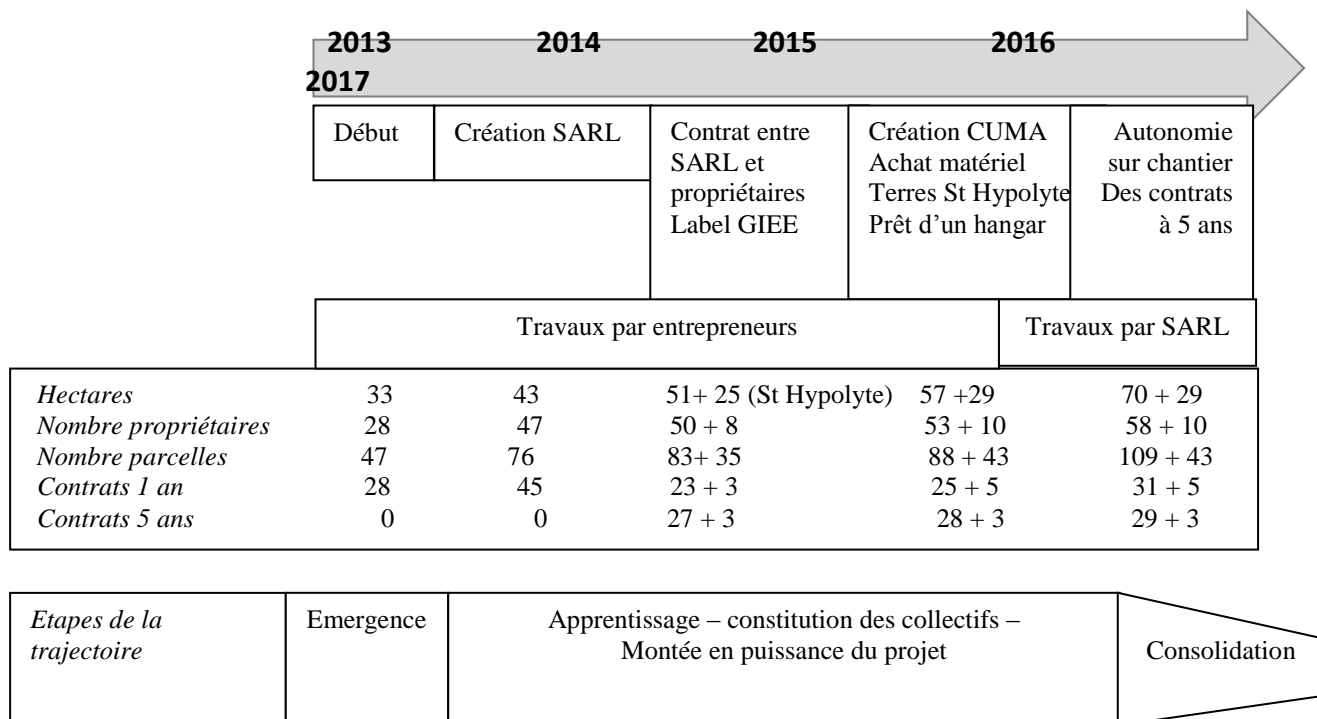 2013 2014 2015 2016
2017
Début
Création SARL
Contrat entre
SARL et
propriétaires
Label GIEE
Création CUMA
Achat matériel
Terres St Hypolyte
Prêt d'un hangar
Autonomie
sur chantier
Des contrats
à 5 ans
Travaux par entrepreneurs
Travaux par SARL
Hectares 33 43 51+ 25 (St Hypolyte) 57 +29 70 + 29
Nombre propriétaires 28 47 50 + 8 53 + 10 58 + 10
Nombre parcelles 47 76 83+ 35 88 + 43 109 + 43
Contrats 1 an 28 45 23 + 3 25 + 5 31 + 5
Contrats 5 ans 0 0 27 + 3 28 + 3 29 + 3
Etapes de la
trajectoire
Emergence
Apprentissage – constitution des collectifs –
Montée en puissance du projet
Consolidation